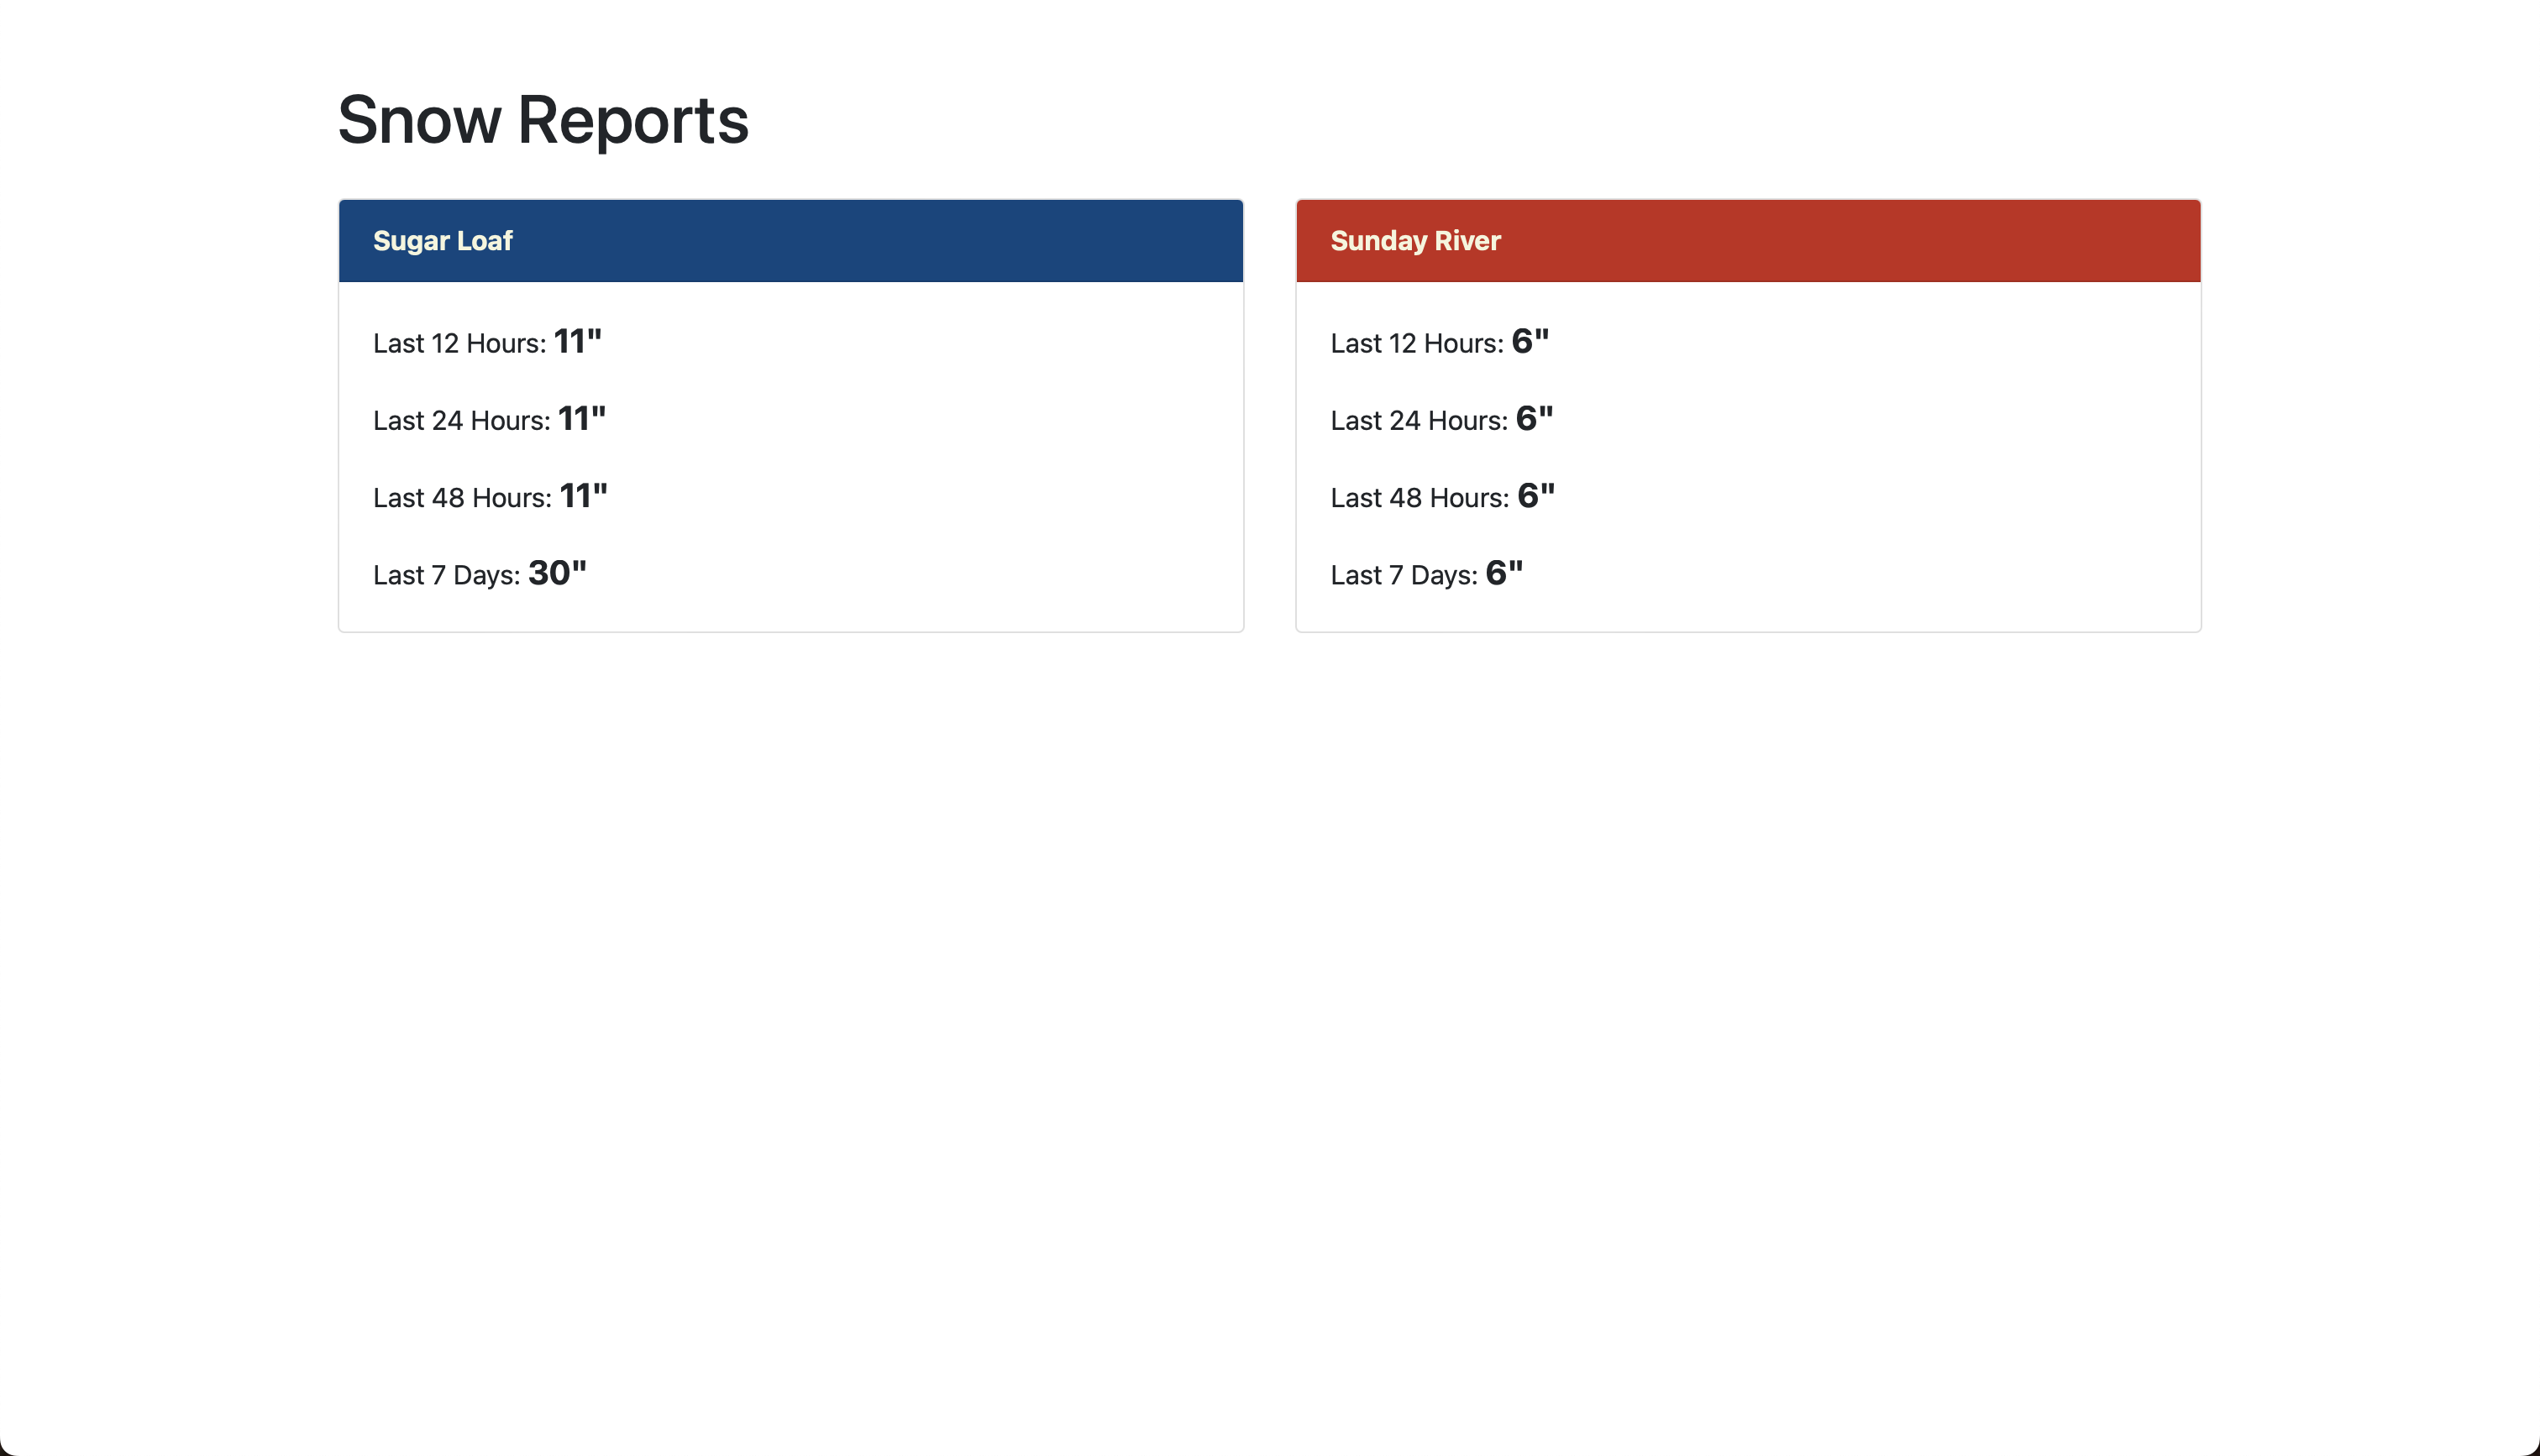 Snow Reports
Sugar Loaf
Last 12 Hours: 11"
Last 24 Hours: 11"
Last 48 Hours: 11"
Last 7 Days: 30"
Sunday River
Last 12 Hours: 6"
Last 24 Hours: 6"
Last 48 Hours: 6"
Last 7 Days: 6"